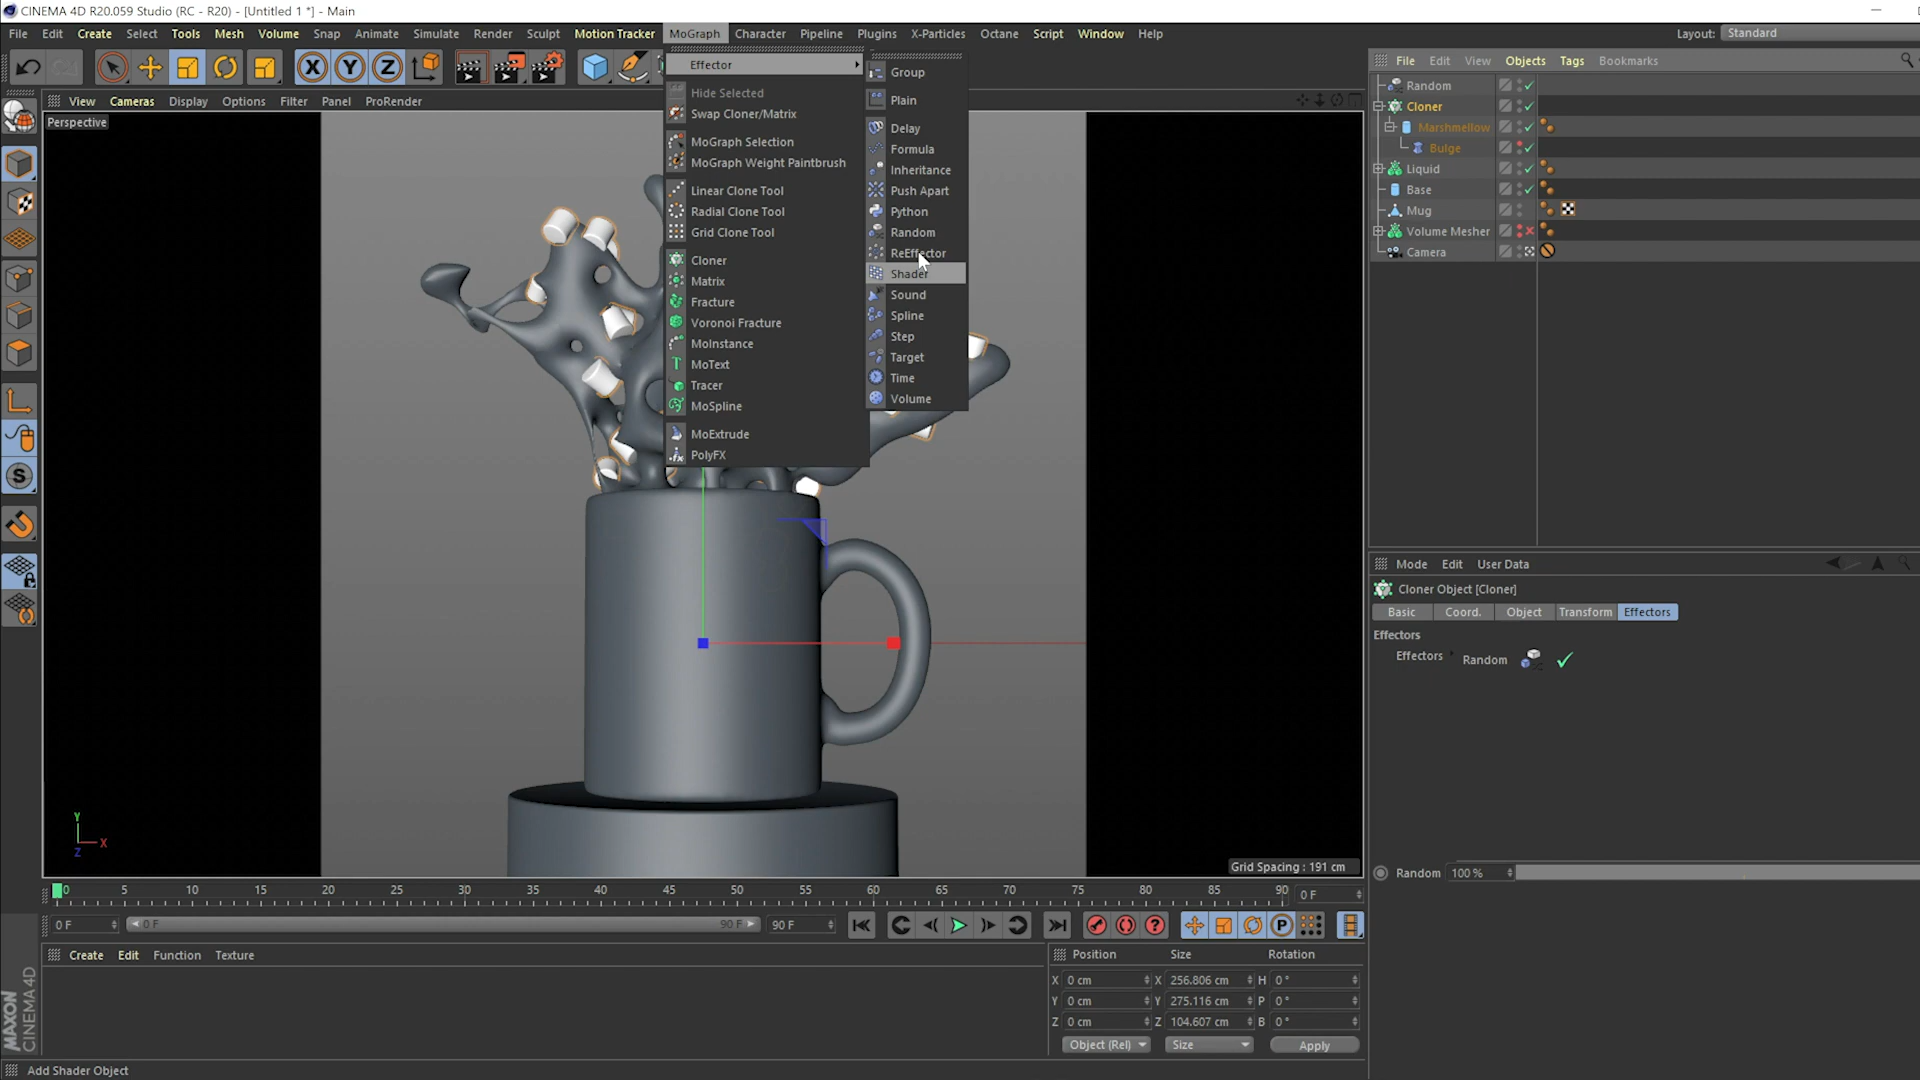 CINEMA 4D R20.059 Studio (RC - R20) - [Untitled 1 *] - Main
File Edit Create Select Tools Mesh Volume Snap Animate Simulate Render Sculpt Motion Tracker MoGraph Character Pipeline Plugins X-Particles Octane Script Window Help Layout: Standard
X Y Z
View Cameras Display Options Filter Panel ProRender
Perspective
Effector
Hide Selected
Swap Cloner/Matrix
MoGraph Selection
MoGraph Weight Paintbrush
Linear Clone Tool
Radial Clone Tool
Grid Clone Tool
Cloner
Matrix
Fracture
Voronoi Fracture
MoInstance
MoText
Tracer
MoSpline
MoExtrude
PolyFX
Group
Plain
Delay
Formula
Inheritance
Push Apart
Python
Random
ReEffector
Shader
Sound
Spline
Step
Target
Time
Volume
File Edit View Objects Tags Bookmarks
Random
Cloner
Marshmellow
Bulge
Liquid
Base
Mug
Volume Mesher
Camera
Mode Edit User Data
Cloner Object [Cloner]
Basic Coord. Object Transform Effectors
Effectors
Effectors Random
Random 100 %
Y
X
Z
Grid Spacing : 191 cm
0 5 10 15 20 25 30 35 40 45 50 55 60 65 70 75 80 85 90 0 F
0 F 0 F 90 F 90 F
Create Edit Function Texture
Position Size Rotation
X 0 cm X 256.806 cm H 0 °
Y 0 cm Y 275.116 cm P 0 °
Z 0 cm Z 104.607 cm B 0 °
Object (Rel) Size Apply
MAXON
CINEMA 4D
Add Shader Object